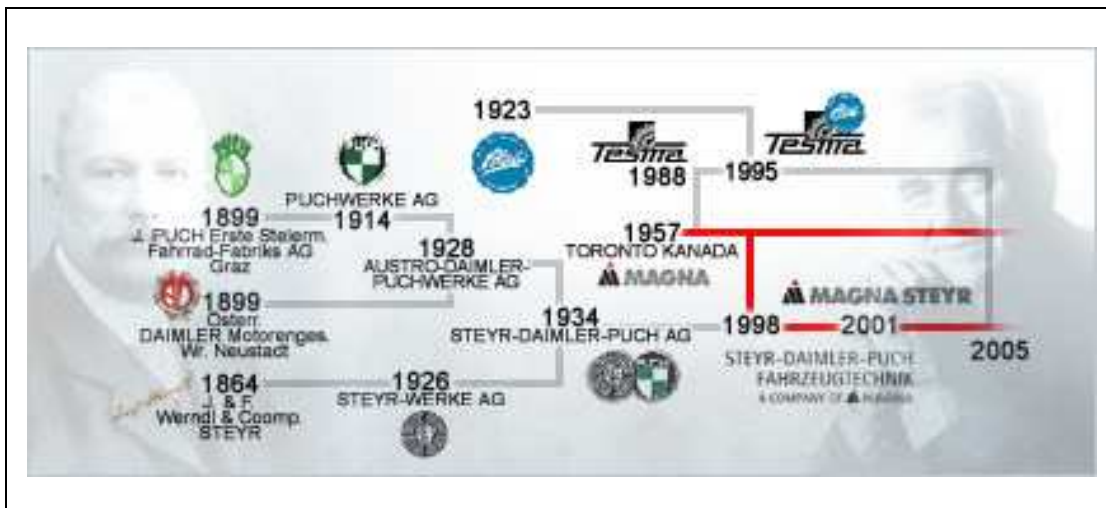 1923
Tesma
Tesma
1988
1995
PUCHWERKE AG
1899
1914
J. PUCH Erste Steierm.
Fahrrad-Fabriks AG
Graz
1928
AUSTRO-DAIMLER-
PUCHWERKE AG
1957
TORONTO KANADA
MAGNA
1899
Österr.
DAIMLER Motorenges.
Wr. Neustadt
1934
STEYR-DAIMLER-PUCH AG
MAGNA STEYR
1998
2001
2005
STEYR-DAIMLER-PUCH
FAHRZEUGTECHNIK
A COMPANY OF MAGNA
1864
J. & F.
Werndl & Coomp.
STEYR
1926
STEYR-WERKE AG